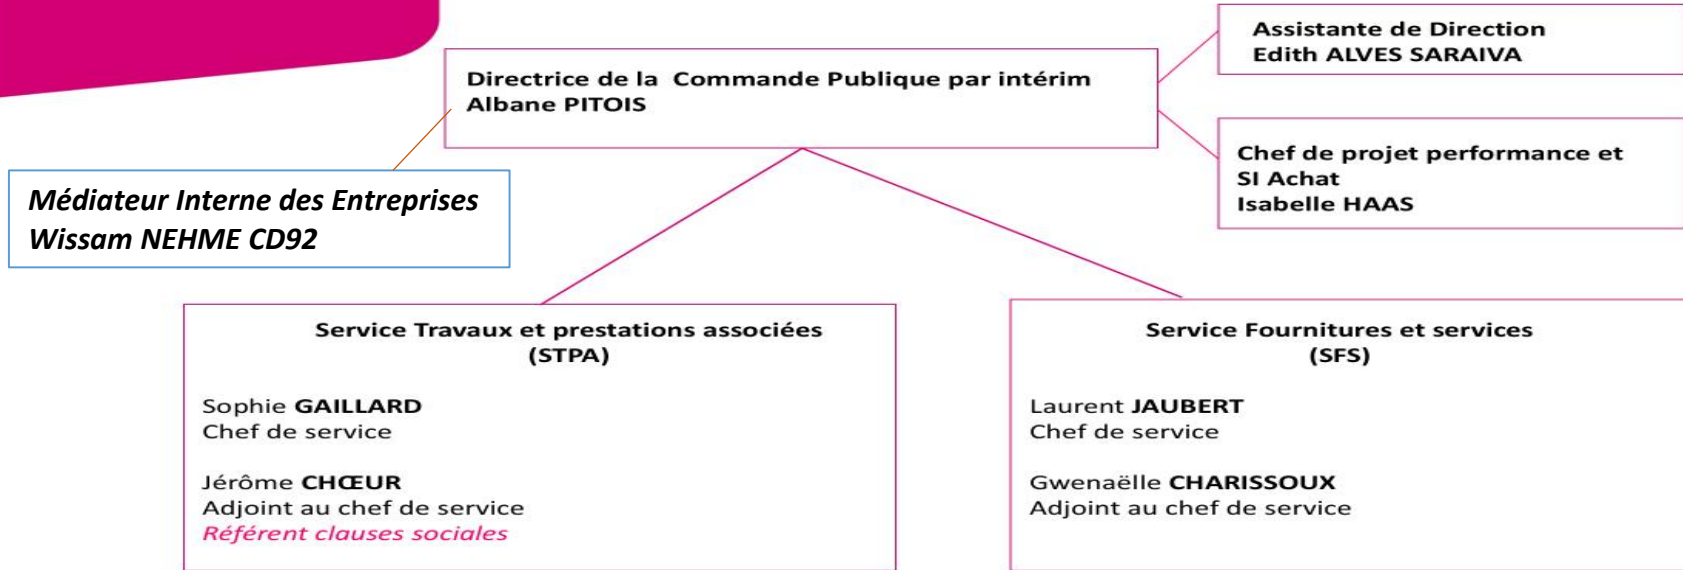 Assistante de Direction
Edith ALVES SARAIVA
Directrice de la  Commande Publique par intérim
Albane PITOIS
Chef de projet performance et
SI Achat
Isabelle HAAS
Médiateur Interne des Entreprises
Wissam NEHME CD92
Service Travaux et prestations associées
(STPA)
Sophie GAILLARD
Chef de service
Jérôme CHŒUR
Adjoint au chef de service
Référent clauses sociales
Service Fournitures et services
(SFS)
Laurent JAUBERT
Chef de service
Gwenaëlle CHARISSOUX
Adjoint au chef de service